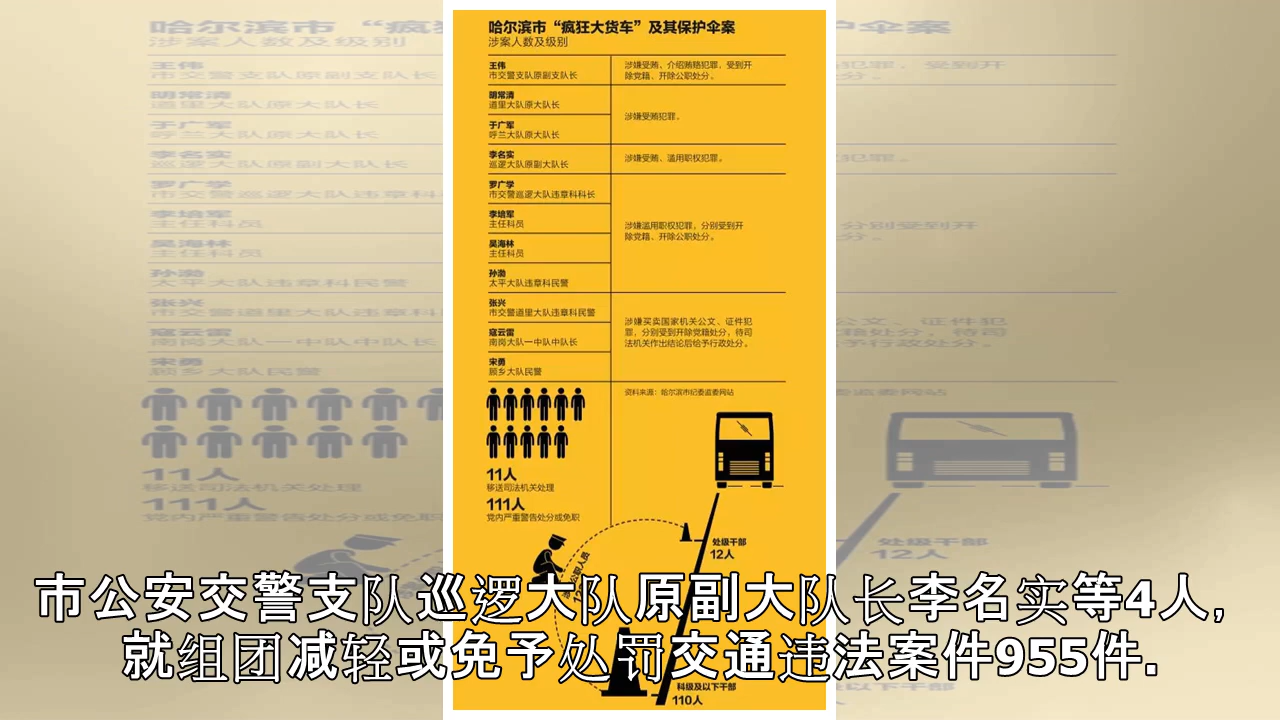 哈尔滨市“疯狂大货车”及其保护伞案
涉案人数及级别
王伟
市交警支队原副支队长
涉嫌受贿、介绍贿赂犯罪，受到开
除党籍、开除公职处分。
胡常清
道里大队原大队长
于广军
呼兰大队原大队长
涉嫌受贿犯罪。
李名实
巡逻大队原副大队长
涉嫌受贿、滥用职权犯罪。
罗广学
市交警巡逻大队违章科科长
李培军
主任科员
吴海林
主任科员
孙渤
太平大队违章科民警
涉嫌滥用职权犯罪，分别受到开
除党籍、开除公职处分。
张兴
市交警道里大队违章科民警
寇云雷
南岗大队一中队中队长
宋勇
顾乡大队民警
涉嫌买卖国家机关公文、证件犯
罪，分别受到开除党籍处分，待司
法机关作出结论后给予行政处分。
资料来源：哈尔滨市纪委监委网站
11人
移送司法机关处理
111人
党内严重警告处分或免职
处级干部
12人
科级及以下干部
110人
市公安交警支队巡逻大队原副大队长李名实等4人,
就组团减轻或免予处罚交通违法案件955件.